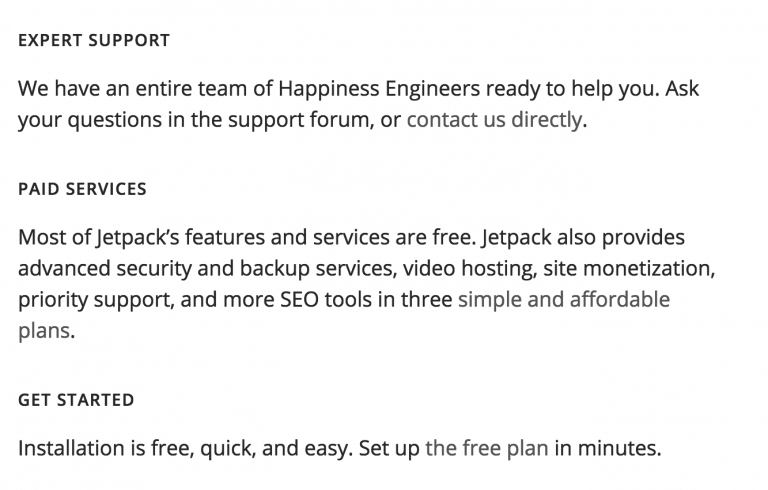 EXPERT SUPPORT
We have an entire team of Happiness Engineers ready to help you. Ask
your questions in the support forum, or contact us directly.
PAID SERVICES
Most of Jetpack’s features and services are free. Jetpack also provides
advanced security and backup services, video hosting, site monetization,
priority support, and more SEO tools in three simple and affordable
plans.
GET STARTED
Installation is free, quick, and easy. Set up the free plan in minutes.